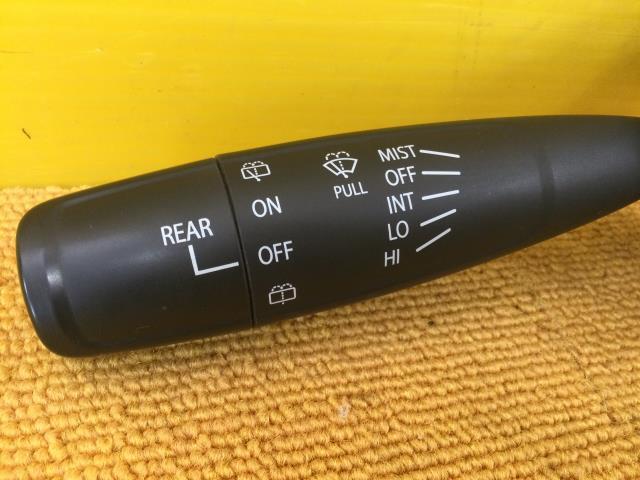 REAR
ON
OFF
PULL
MIST
OFF
INT
LO
HI